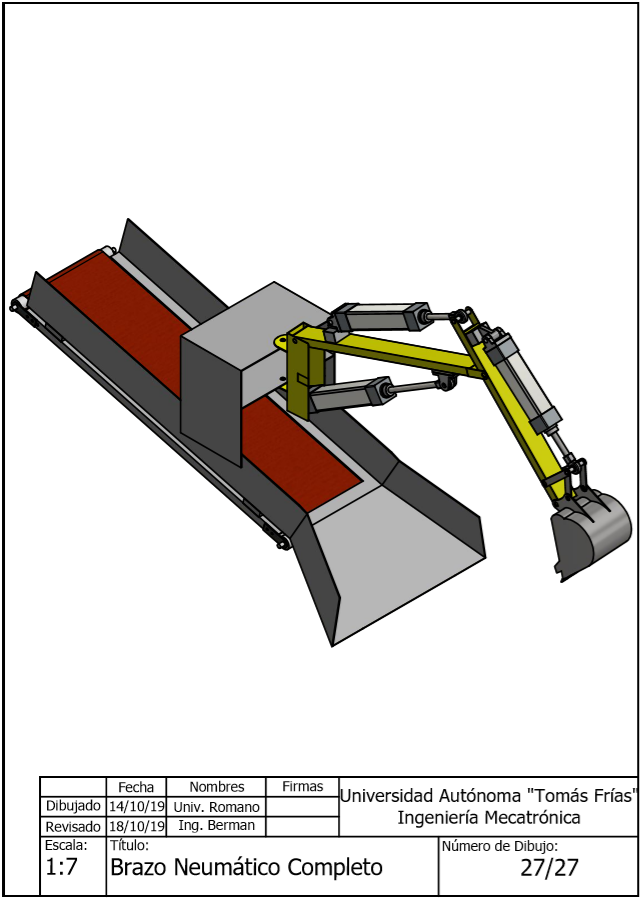 Fecha Nombres Firmas
Dibujado 14/10/19 Univ. Romano
Revisado 18/10/19 Ing. Berman
Universidad Autónoma "Tomás Frías"
Ingeniería Mecatrónica
Escala: Título: Número de Dibujo:
1:7 Brazo Neumático Completo 27/27